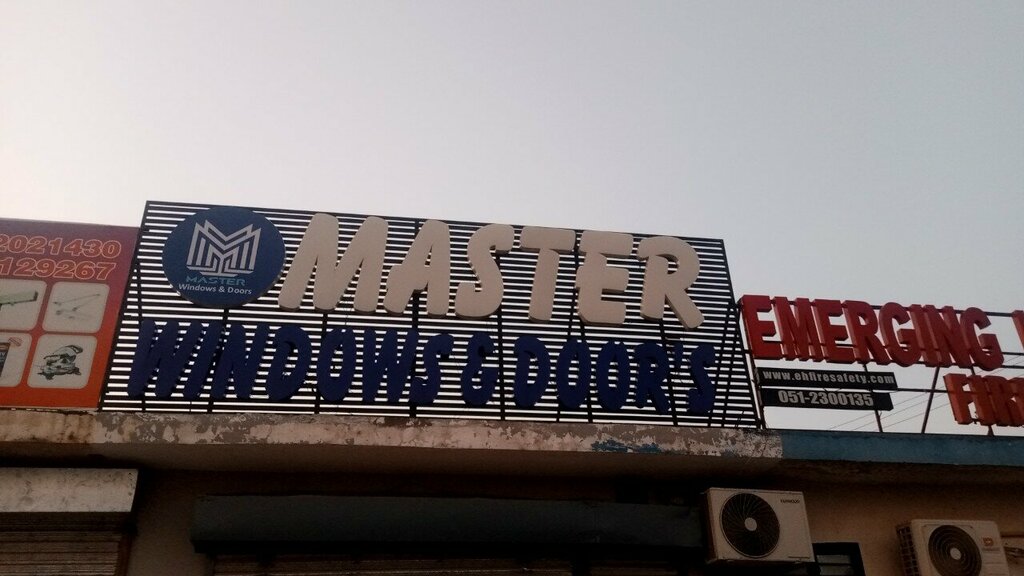 2021430
129267
MASTER
Windows & Doors
MASTER
WINDOWS & DOOR'S
EMERGING
www.ehfiresafety.com
051-2300135